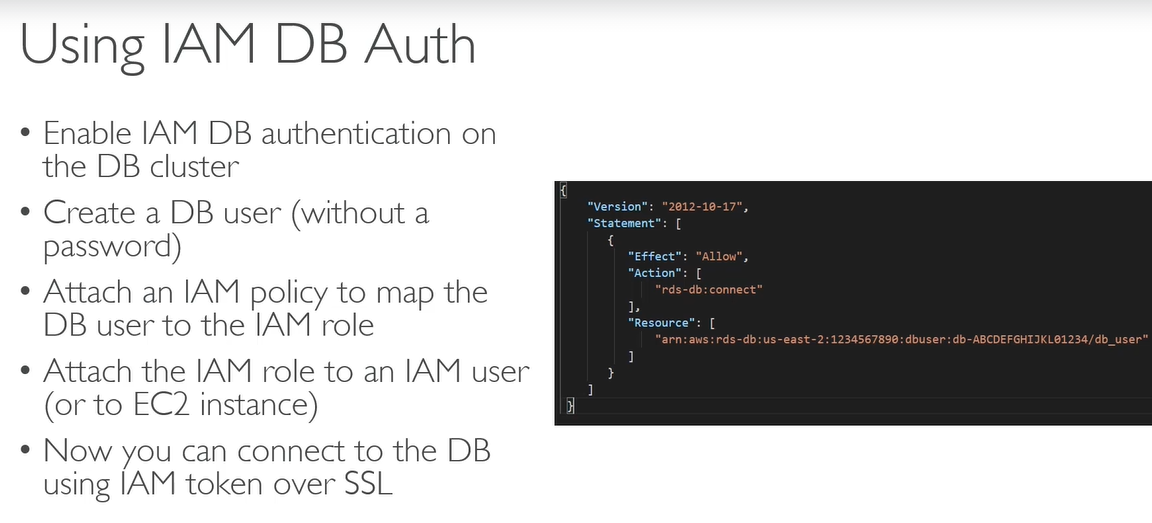 Using IAM DB Auth
• Enable IAM DB authentication on
the DB cluster
• Create a DB user (without a
password)
• Attach an IAM policy to map the
DB user to the IAM role
• Attach the IAM role to an IAM user
(or to EC2 instance)
• Now you can connect to the DB
using IAM token over SSL
{
"Version": "2012-10-17",
"Statement": [
{
"Effect": "Allow",
"Action": [
"rds-db:connect"
],
"Resource": [
"arn:aws:rds-db:us-east-2:1234567890:dbuser:db-ABCDEFGHIJKL01234/db_user"
]
}
]
}